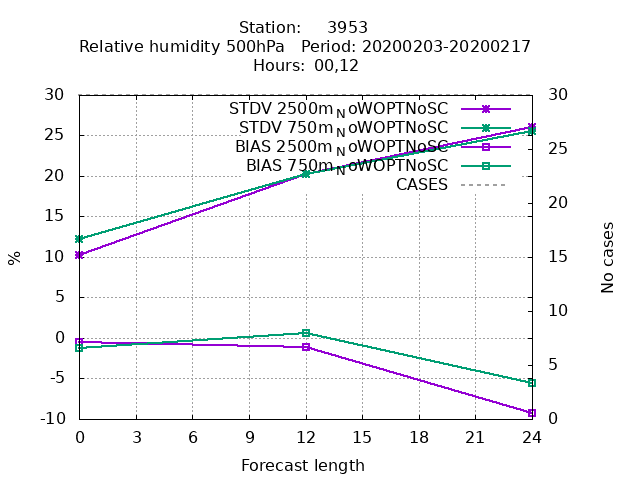 Station: 3953
Relative humidity 500hPa Period: 20200203-20200217
Hours: 00,12
STDV 2500m_NoWOPTNoSC
STDV 750m_NoWOPTNoSC
BIAS 2500m_NoWOPTNoSC
BIAS 750m_NoWOPTNoSC
CASES
30
25
20
15
10
5
0
-5
-10
%
30
25
20
15
10
5
0
No cases
0 3 6 9 12 15 18 21 24
Forecast length